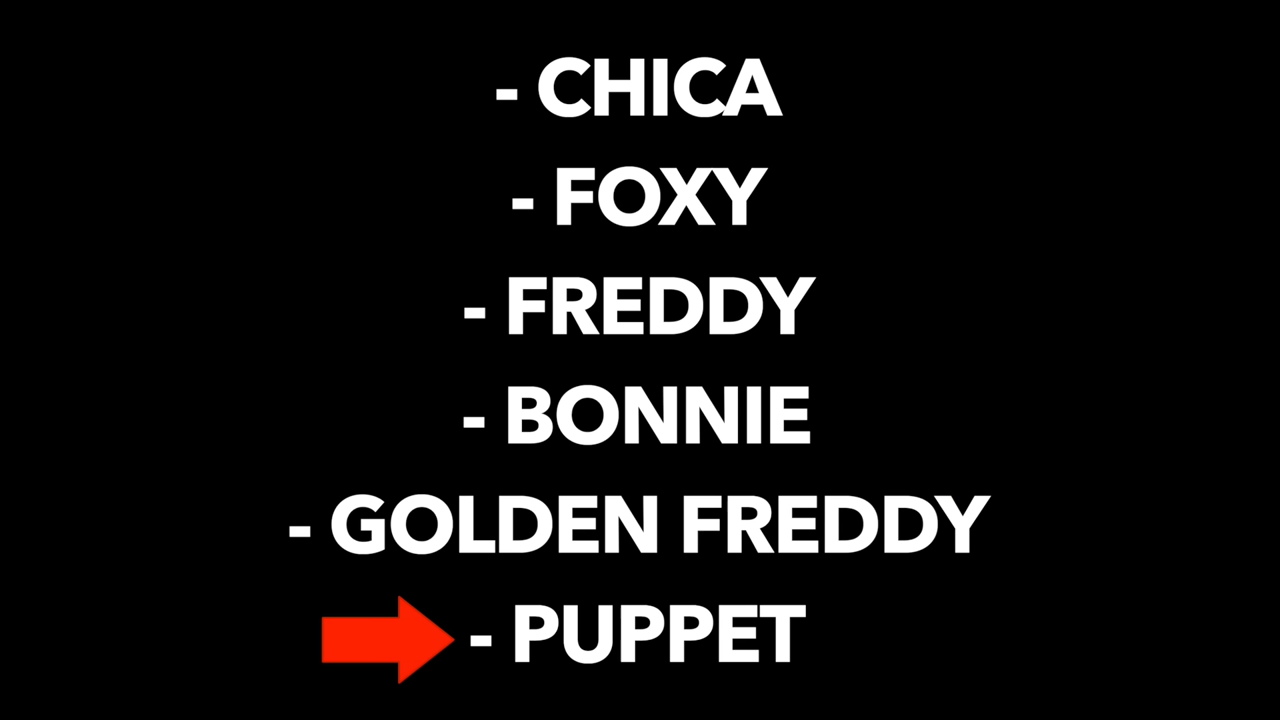 - CHICA
- FOXY
- FREDDY
- BONNIE
- GOLDEN FREDDY
- PUPPET